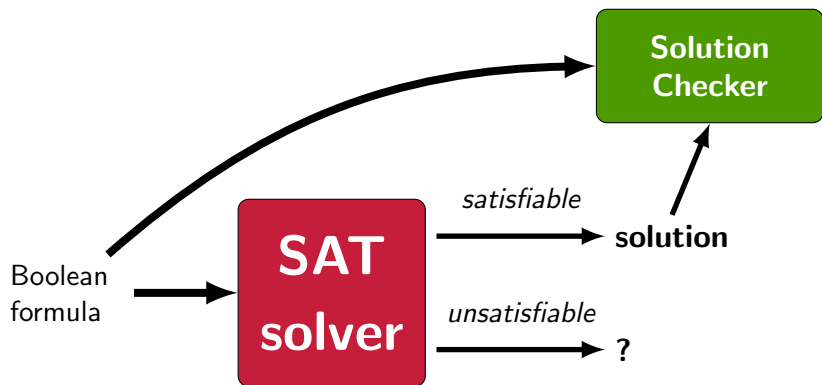 Solution
Checker
satisfiable
SAT
solution
Boolean
formula
solver
unsatisfiable
?